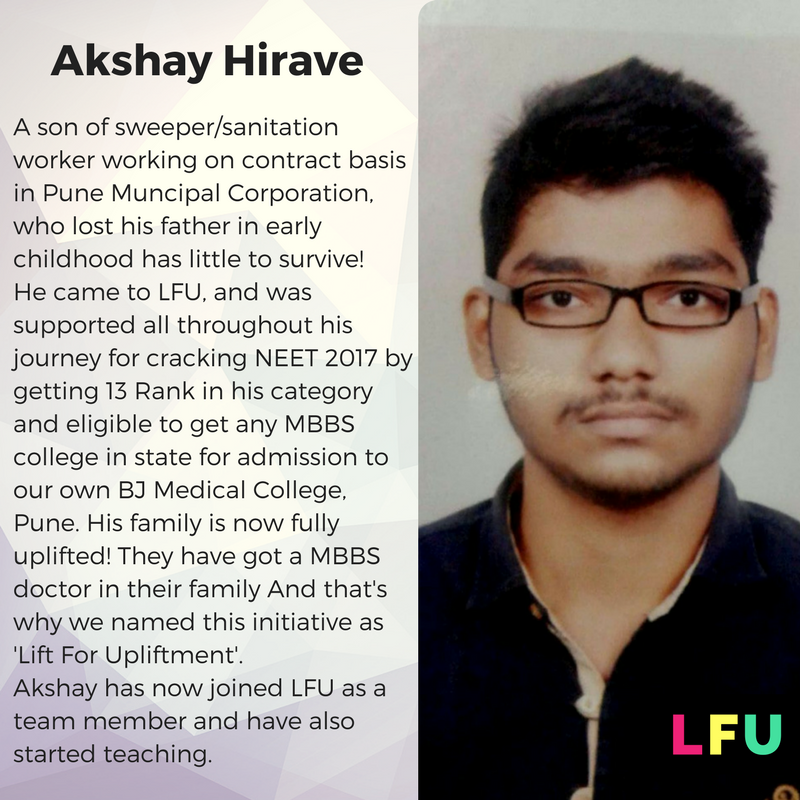 Akshay Hirave
A son of sweeper/sanitation
worker working on contract basis
in Pune Muncipal Corporation,
who lost his father in early
childhood has little to survive!
He came to LFU, and was
supported all throughout his
journey for cracking NEET 2017 by
getting 13 Rank in his category
and eligible to get any MBBS
college in state for admission to
our own BJ Medical College,
Pune. His family is now fully
uplifted! They have got a MBBS
doctor in their family And that's
why we named this initiative as
'Lift For Upliftment'.
Akshay has now joined LFU as a
team member and have also
started teaching.
LFU